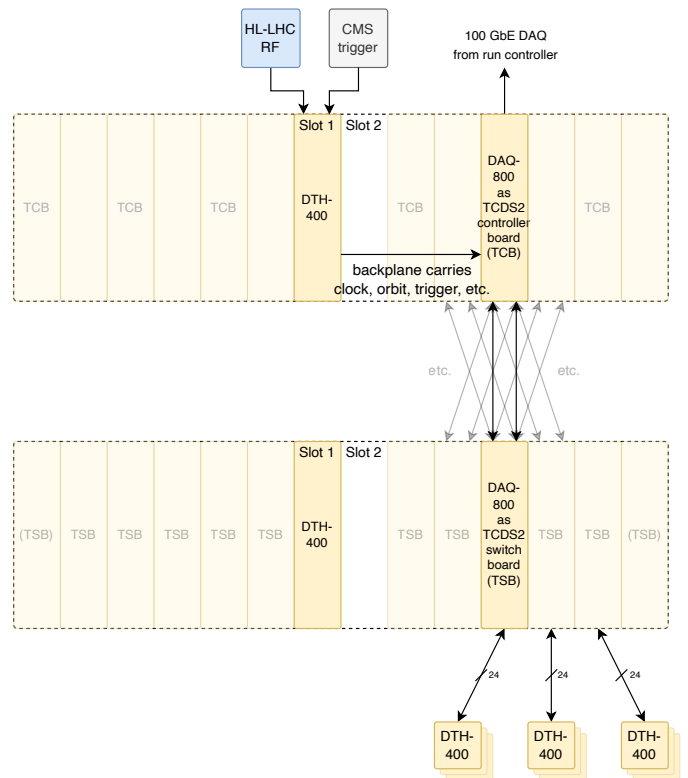 HL-LHC
RF
CMS
trigger
100 GbE DAQ
from run controller
Slot 1
Slot 2
TCB
TCB
TCB
DTH-
400
TCB
DAQ-
800
as
TCDS2
controller
board
(TCB)
TCB
backplane carries
clock, orbit, trigger, etc.
etc.
etc.
Slot 1
Slot 2
(TSB)
TSB
TSB
TSB
TSB
TSB
DTH-
400
TSB
TSB
DAQ-
800
as
TCDS2
switch
board
(TSB)
TSB
TSB
(TSB)
24
24
24
DTH-
400
DTH-
400
DTH-
400